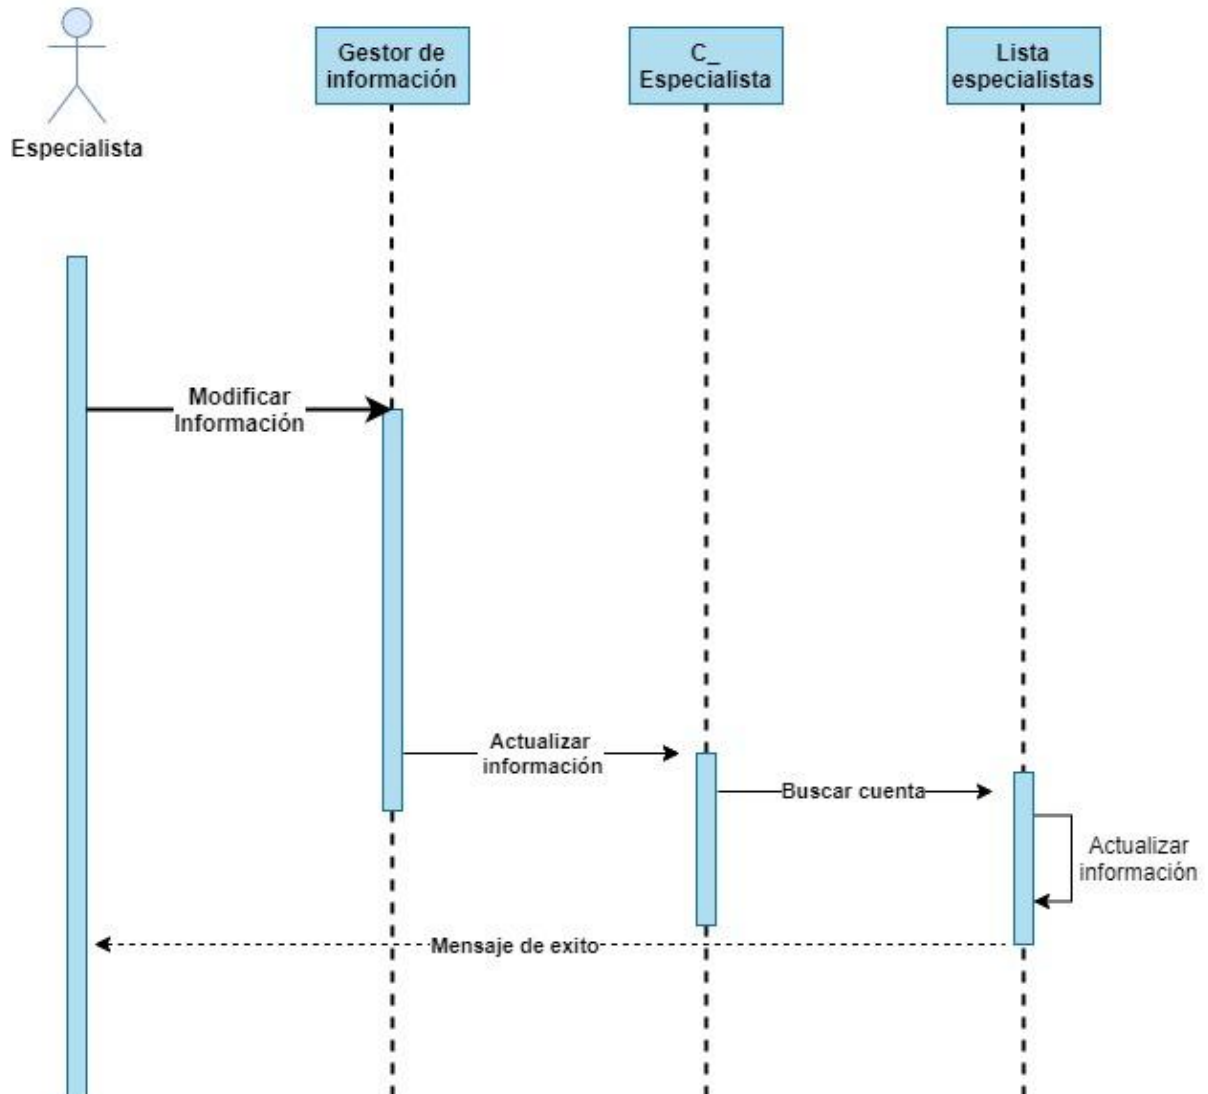 Especialista
Gestor de
información
C_
Especialista
Lista
especialistas
Modificar
Información
Actualizar
información
Buscar cuenta
Actualizar
información
Mensaje de exito